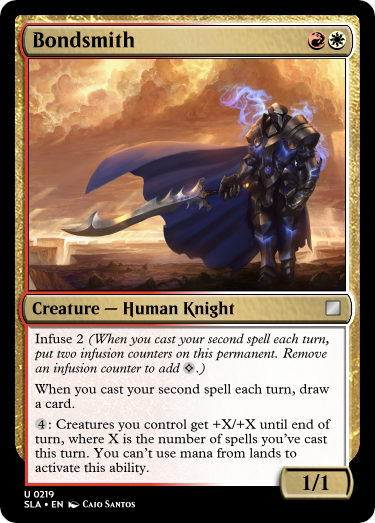 Bondsmith
Creature — Human Knight
Infuse 2 (When you cast your second spell each turn,
put two infusion counters on this permanent. Remove
an infusion counter to add .)
When you cast your second spell each turn, draw
a card.
4: Creatures you control get +X/+X until end of
turn, where X is the number of spells you've cast
this turn. You can't use mana from lands to
activate this ability.
1/1
U 0219
SLA • EN Caio Santos